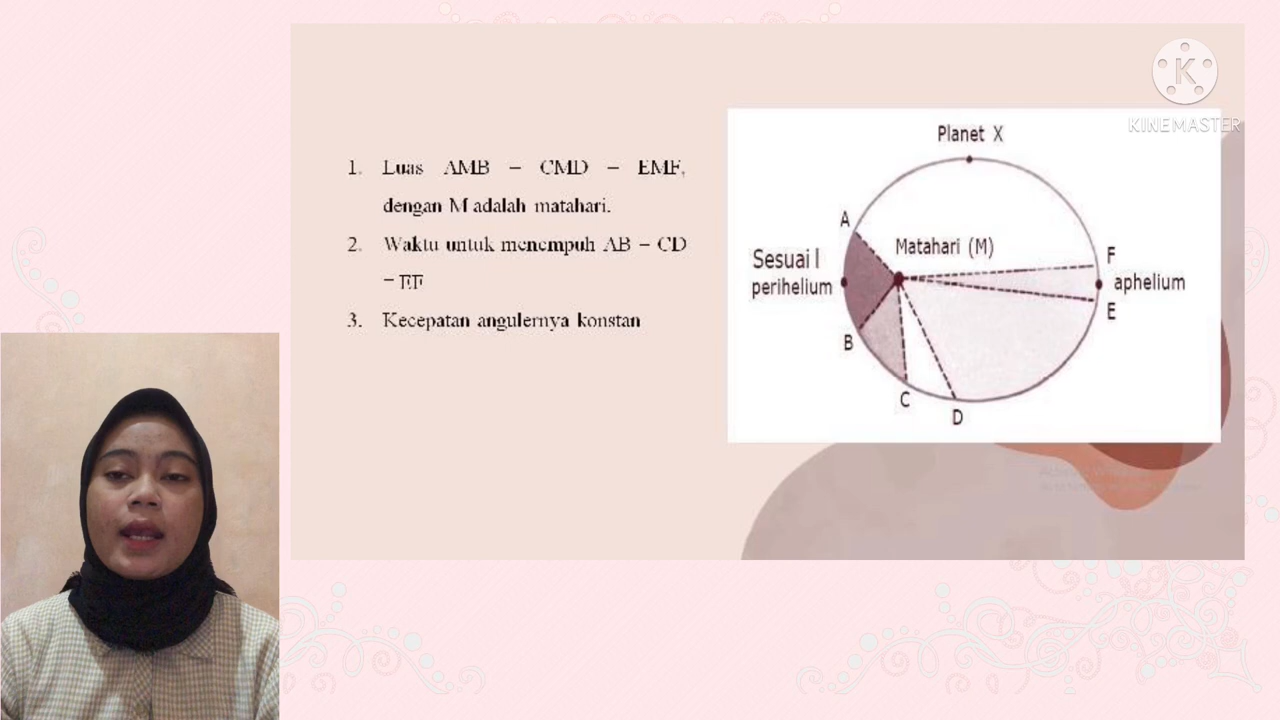 1. Luas AMB = CMD = EMF,
dengan M adalah matahari.
2. Waktu untuk menempuh AB = CD
= EF
3. Kecepatan angulernya konstan
K
KINEMASTER
Planet X
A
Matahari (M)
Sesuai l
perihelium
F
aphelium
E
B
C
D